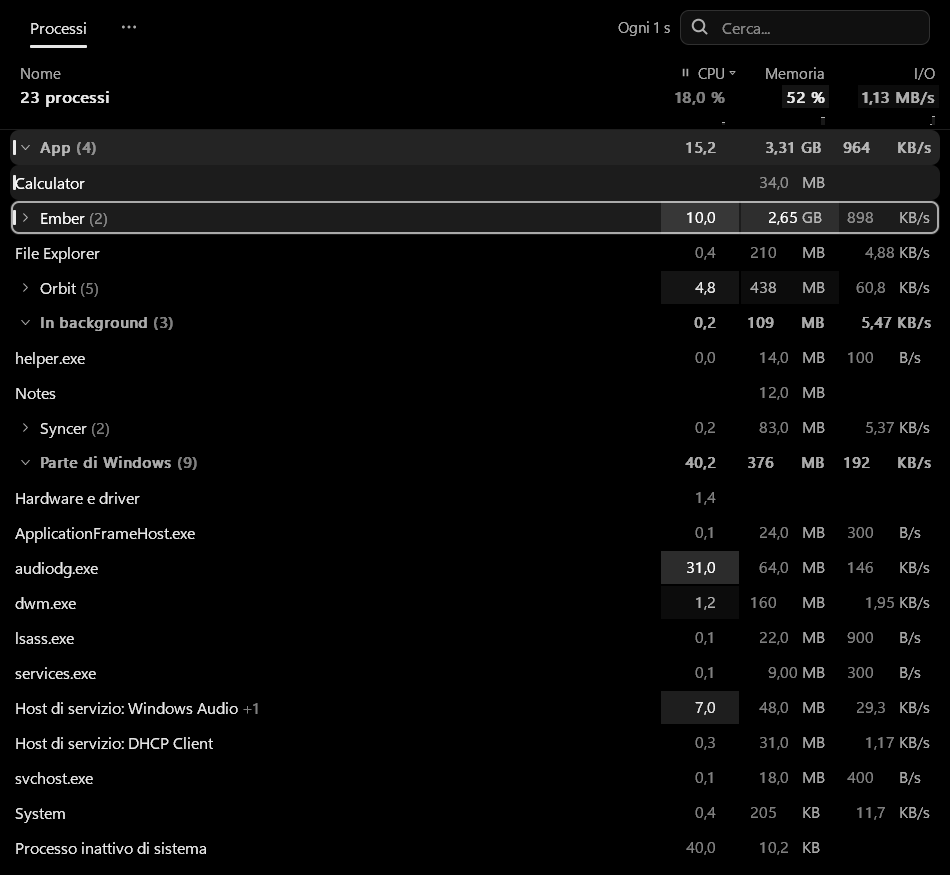 Processi ···
Ogni 1 s Cerca...
Nome CPU Memoria I/O
23 processi 18,0 % 52 % 1,13 MB/s
App (4) 15,2 3,31 GB 964 KB/s
Calculator 34,0 MB
Ember (2) 10,0 2,65 GB 898 KB/s
File Explorer 0,4 210 MB 4,88 KB/s
Orbit (5) 4,8 438 MB 60,8 KB/s
In background (3) 0,2 109 MB 5,47 KB/s
helper.exe 0,0 14,0 MB 100 B/s
Notes 12,0 MB
Syncer (2) 0,2 83,0 MB 5,37 KB/s
Parte di Windows (9) 40,2 376 MB 192 KB/s
Hardware e driver 1,4
ApplicationFrameHost.exe 0,1 24,0 MB 300 B/s
audiodg.exe 31,0 64,0 MB 146 KB/s
dwm.exe 1,2 160 MB 1,95 KB/s
lsass.exe 0,1 22,0 MB 900 B/s
services.exe 0,1 9,00 MB 300 B/s
Host di servizio: Windows Audio +1 7,0 48,0 MB 29,3 KB/s
Host di servizio: DHCP Client 0,3 31,0 MB 1,17 KB/s
svchost.exe 0,1 18,0 MB 400 B/s
System 0,4 205 KB 11,7 KB/s
Processo inattivo di sistema 40,0 10,2 KB